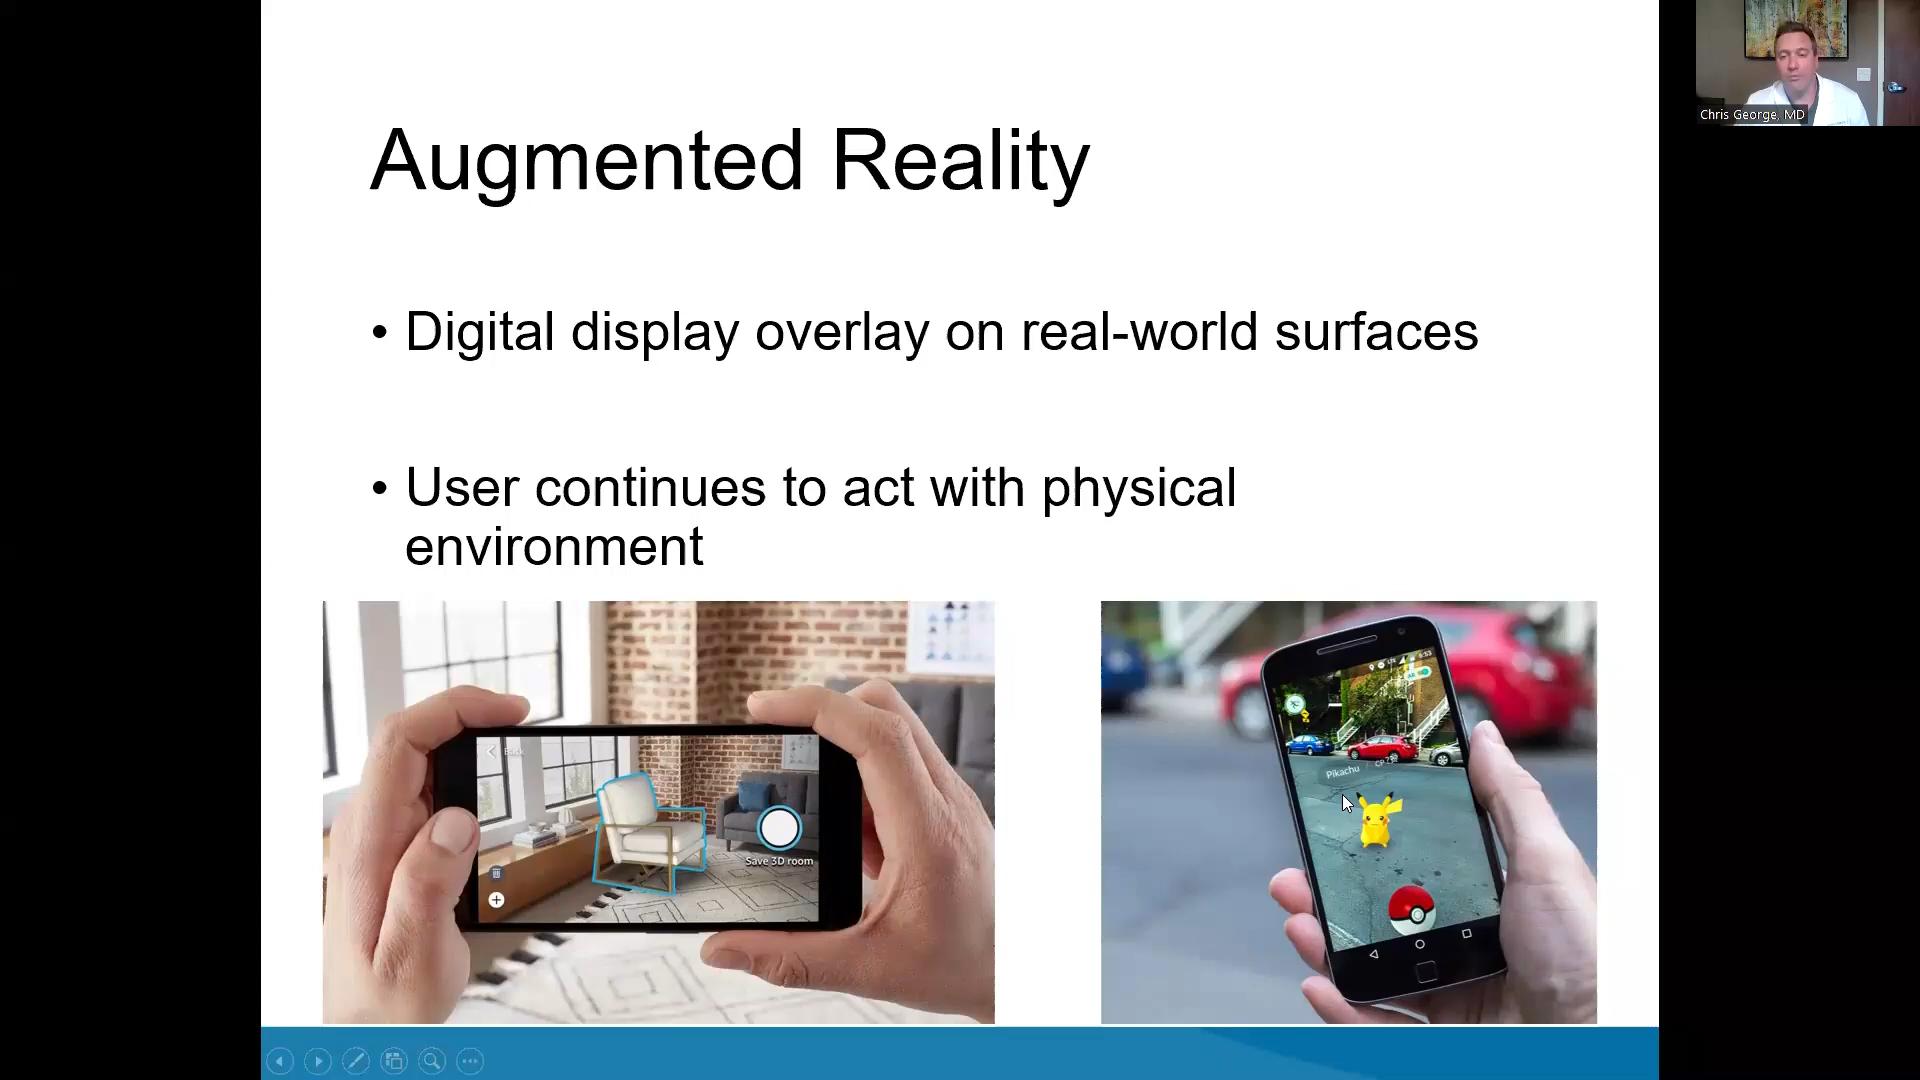 Augmented Reality
Chris George, MD
• Digital display overlay on real-world surfaces
• User continues to act with physical
environment
Back
Save 3D room
Pikachu